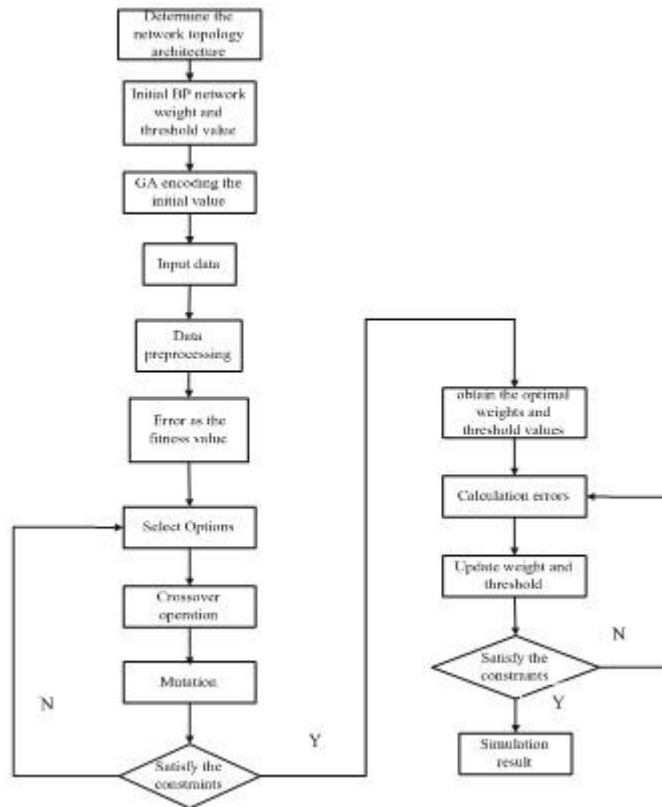 Determine the
network topology
architecture
Initial BP network
weight and
threshold value
GA encoding the
initial value
Input data
Data
preprocessing
Error as the
fitness value
Select Options
Crossover
operation
Mutation
N
Satisfy the
constraints
Y
obtain the optimal
weights and
threshold values
Calculation errors
Update weight and
threshold
Satisfy the
constraints
N
Y
Simulation
result